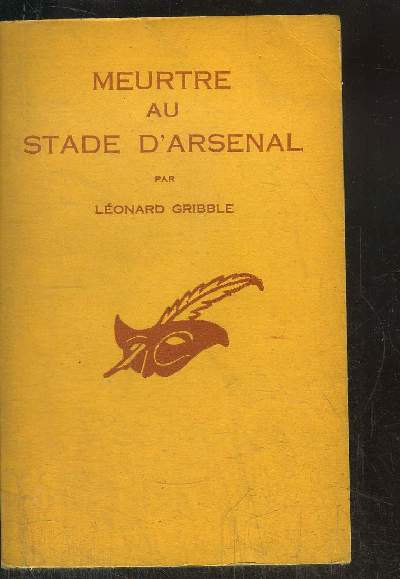 MEURTRE
AU
STADE D'ARSENAL
PAR
LÉONARD GRIBBLE